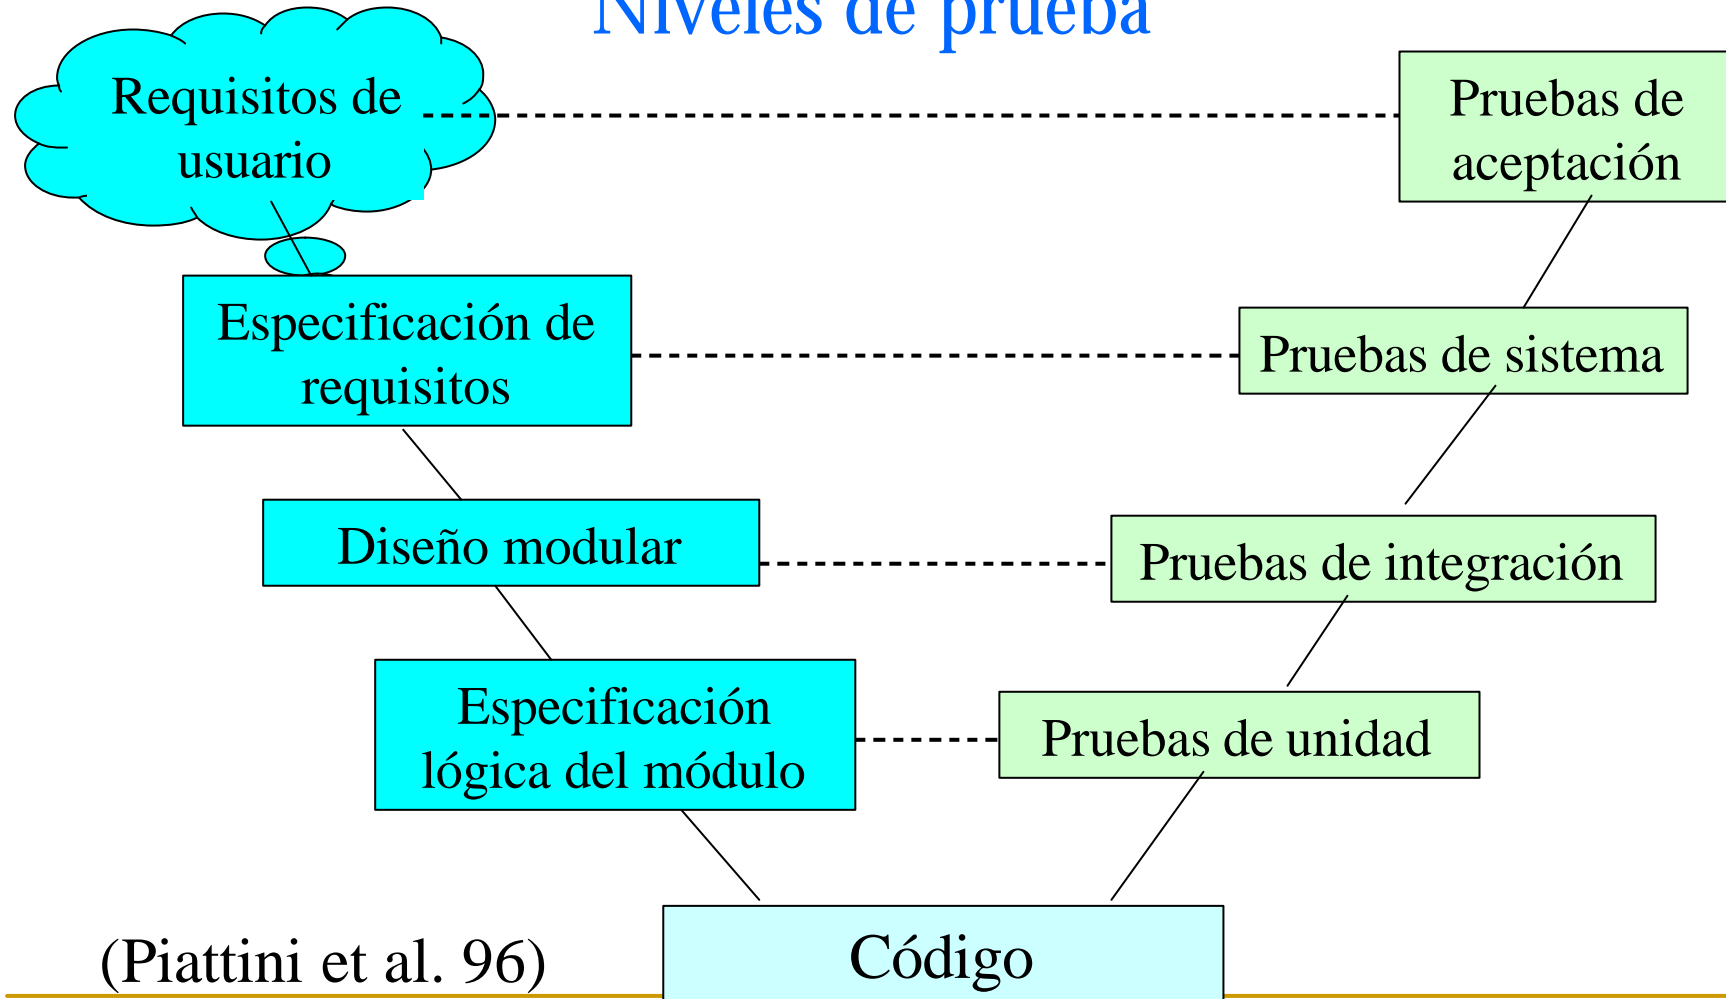 Niveles de prueba
Requisitos de
usuario
Pruebas de
aceptación
Especificación de
requisitos
Pruebas de sistema
Diseño modular
Pruebas de integración
Especificación
lógica del módulo
Pruebas de unidad
Código
(Piattini et al. 96)